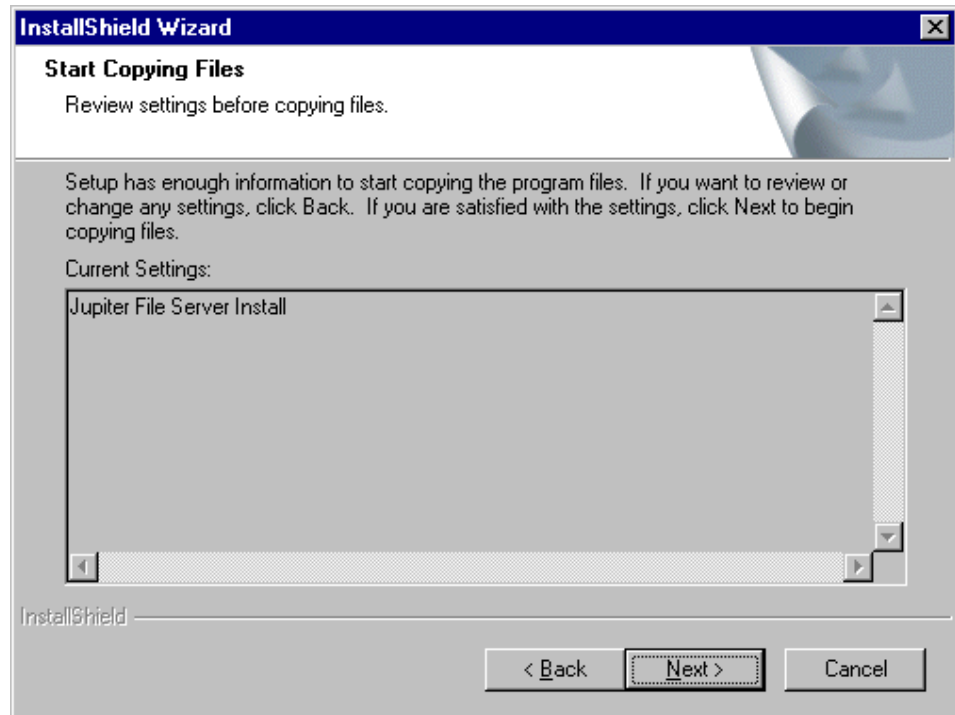 InstallShield Wizard
Start Copying Files
Review settings before copying files.
Setup has enough information to start copying the program files.  If you want to review or
change any settings, click Back.  If you are satisfied with the settings, click Next to begin
copying files.
Current Settings:
Jupiter File Server Install
InstallShield
< Back
Next >
Cancel